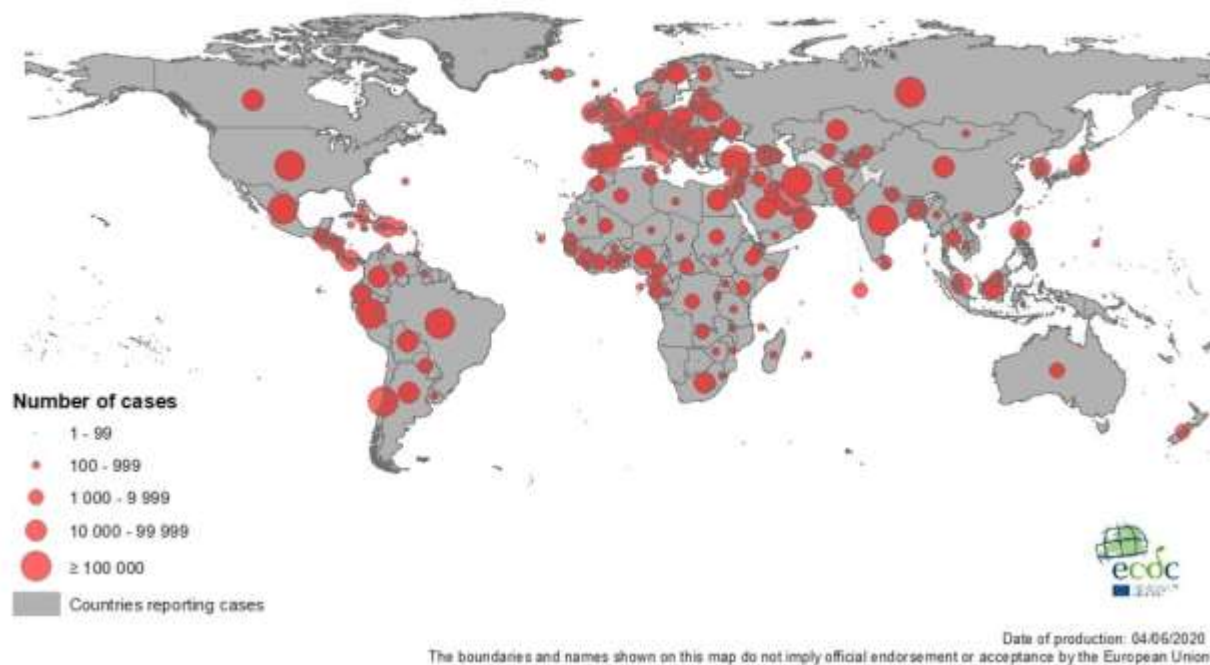 Number of cases
1 - 99
100 - 999
1 000 - 9 999
10 000 - 99 999
≥ 100 000
Countries reporting cases
ecdc
Date of production: 04/06/2020
The boundaries and names shown on this map do not imply official endorsement or acceptance by the European Union